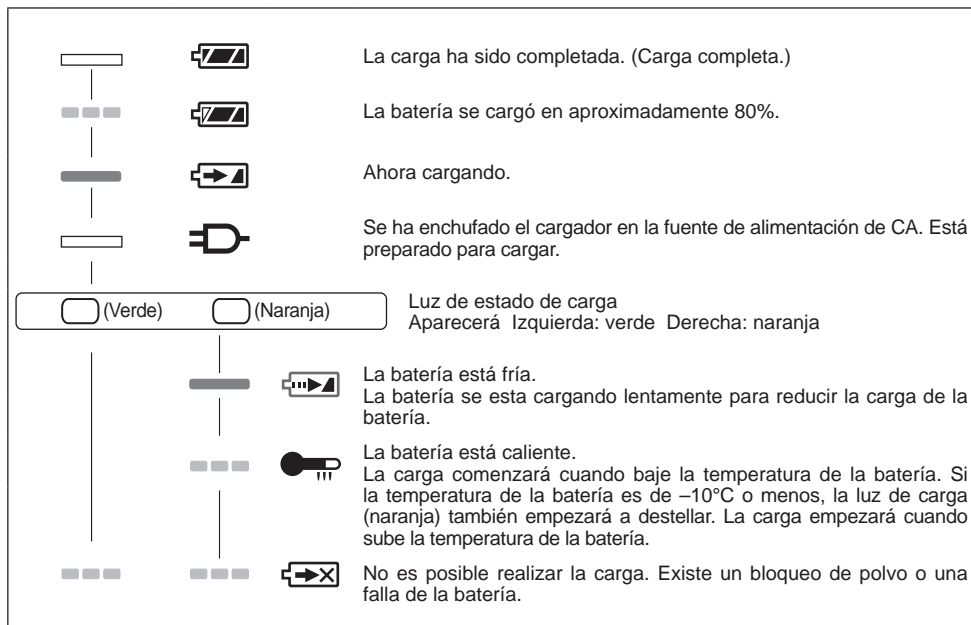 La carga ha sido completada. (Carga completa.)
La batería se cargó en aproximadamente 80%.
Ahora cargando.
Se ha enchufado el cargador en la fuente de alimentación de CA. Está
preparado para cargar.
(Verde) (Naranja)
Luz de estado de carga
Aparecerá Izquierda: verde Derecha: naranja
La batería está fría.
La batería se esta cargando lentamente para reducir la carga de la
batería.
La batería está caliente.
La carga comenzará cuando baje la temperatura de la batería. Si
la temperatura de la batería es de –10°C o menos, la luz de carga
(naranja) también empezará a destellar. La carga empezará cuando
sube la temperatura de la batería.
No es posible realizar la carga. Existe un bloqueo de polvo o una
falla de la batería.